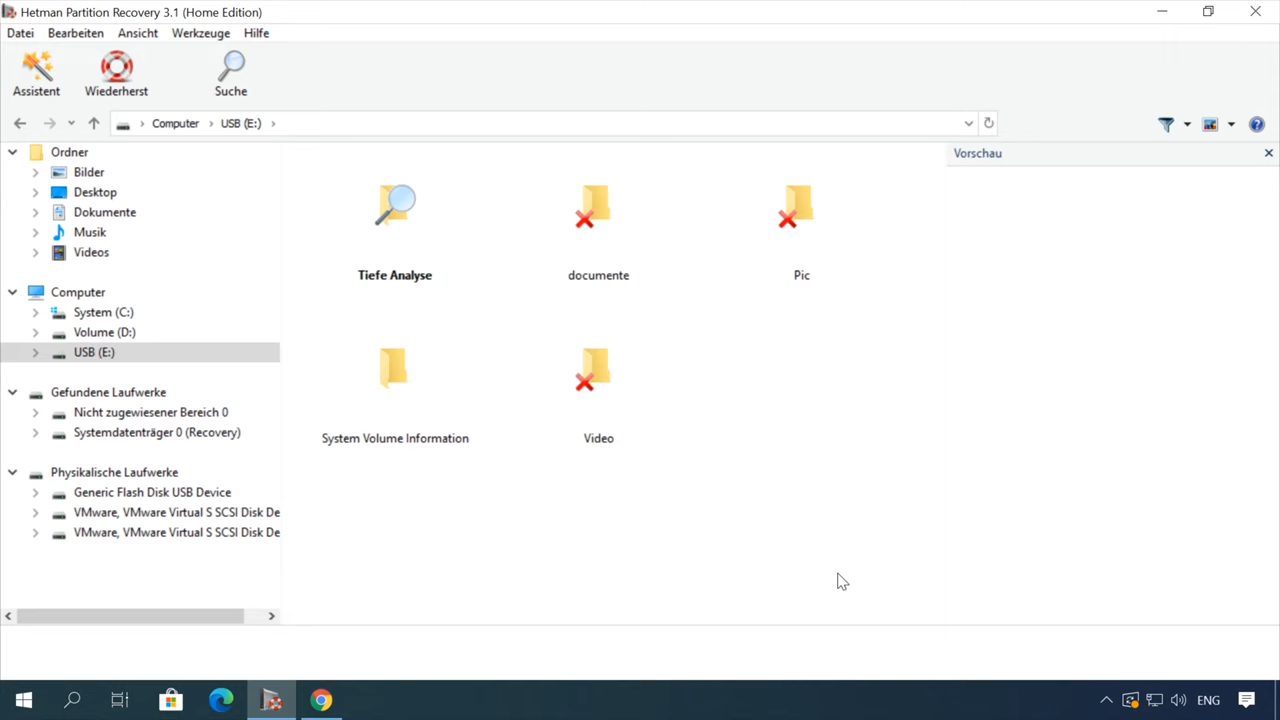 Hetman Partition Recovery 3.1 (Home Edition)
Datei Bearbeiten Ansicht Werkzeuge Hilfe
Assistent Wiederherst Suche
Computer USB (E:)
Ordner
Bilder
Desktop
Dokumente
Musik
Videos
Computer
System (C:)
Volume (D:)
USB (E:)
Gefundene Laufwerke
Nicht zugewiesener Bereich 0
Systemdatenträger 0 (Recovery)
Physikalische Laufwerke
Generic Flash Disk USB Device
VMware, VMware Virtual S SCSI Disk De
VMware, VMware Virtual S SCSI Disk De
Tiefe Analyse
documente
Pic
System Volume Information
Video
Vorschau
ENG